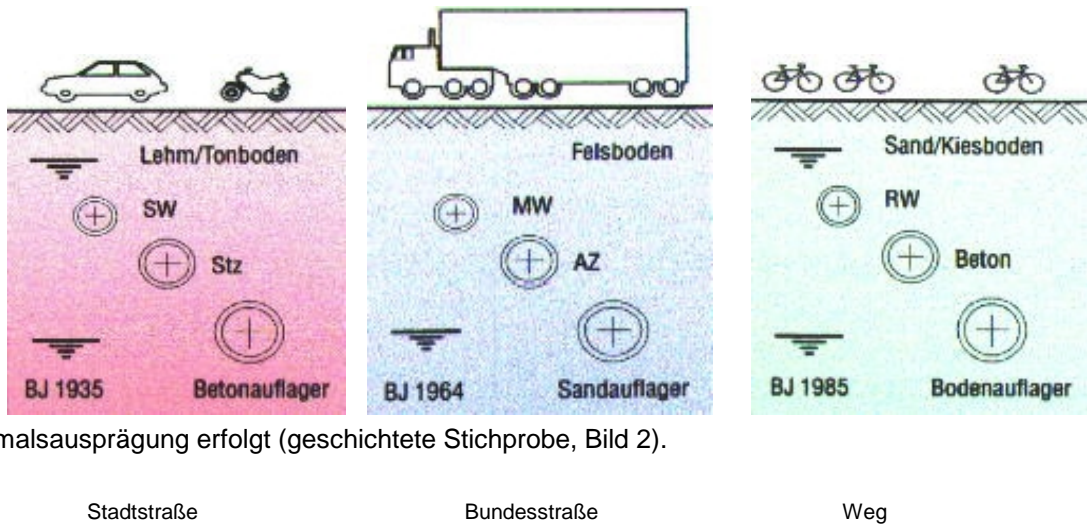 Lehm/Tonboden
SW
Stz
BJ 1935
Betonauflager
Felsboden
MW
AZ
BJ 1964
Sandauflager
Sand/Kiesboden
RW
Beton
BJ 1985
Bodenauflager
malsausprägung erfolgt (geschichtete Stichprobe, Bild 2).
Stadtstraße
Bundesstraße
Weg